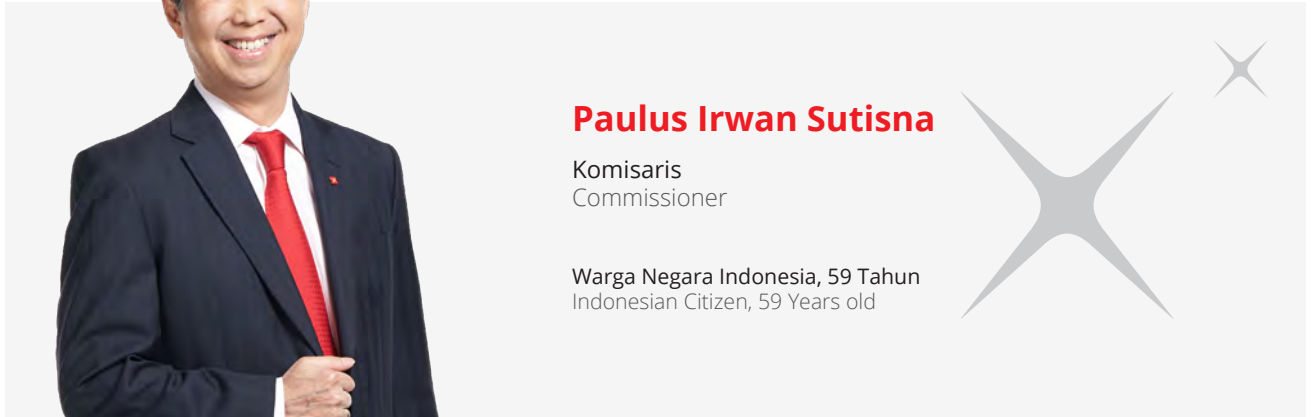 Paulus Irwan Sutisna
Komisaris
Commissioner
Warga Negara Indonesia, 59 Tahun
Indonesian Citizen, 59 Years old